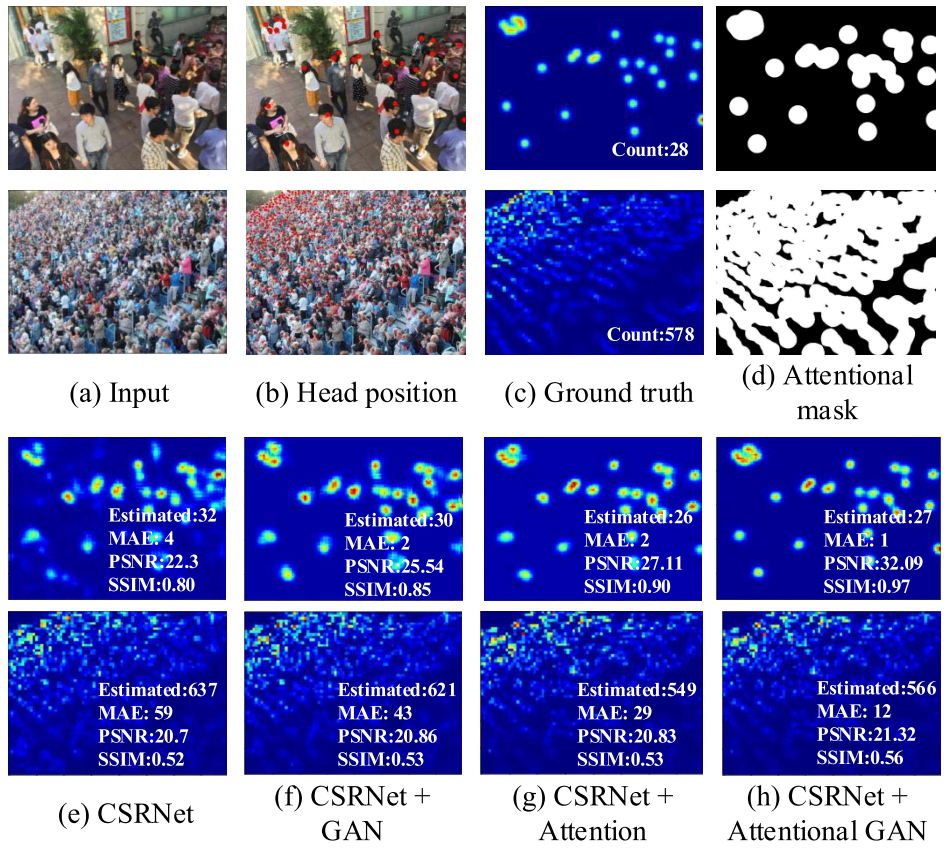 Count:28
Count:578
(a) Input
(b) Head position
(c) Ground truth
(d) Attentional
mask
Estimated:32
MAE: 4
PSNR:22.3
SSIM:0.80
Estimated:30
MAE: 2
PSNR:25.54
SSIM:0.85
Estimated:26
MAE: 2
PSNR:27.11
SSIM:0.90
Estimated:27
MAE: 1
PSNR:32.09
SSIM:0.97
Estimated:637
MAE: 59
PSNR:20.7
SSIM:0.52
Estimated:621
MAE: 43
PSNR:20.86
SSIM:0.53
Estimated:549
MAE: 29
PSNR:20.83
SSIM:0.53
Estimated:566
MAE: 12
PSNR:21.32
SSIM:0.56
(e) CSRNet
(f) CSRNet +
GAN
(g) CSRNet +
Attention
(h) CSRNet +
Attentional GAN